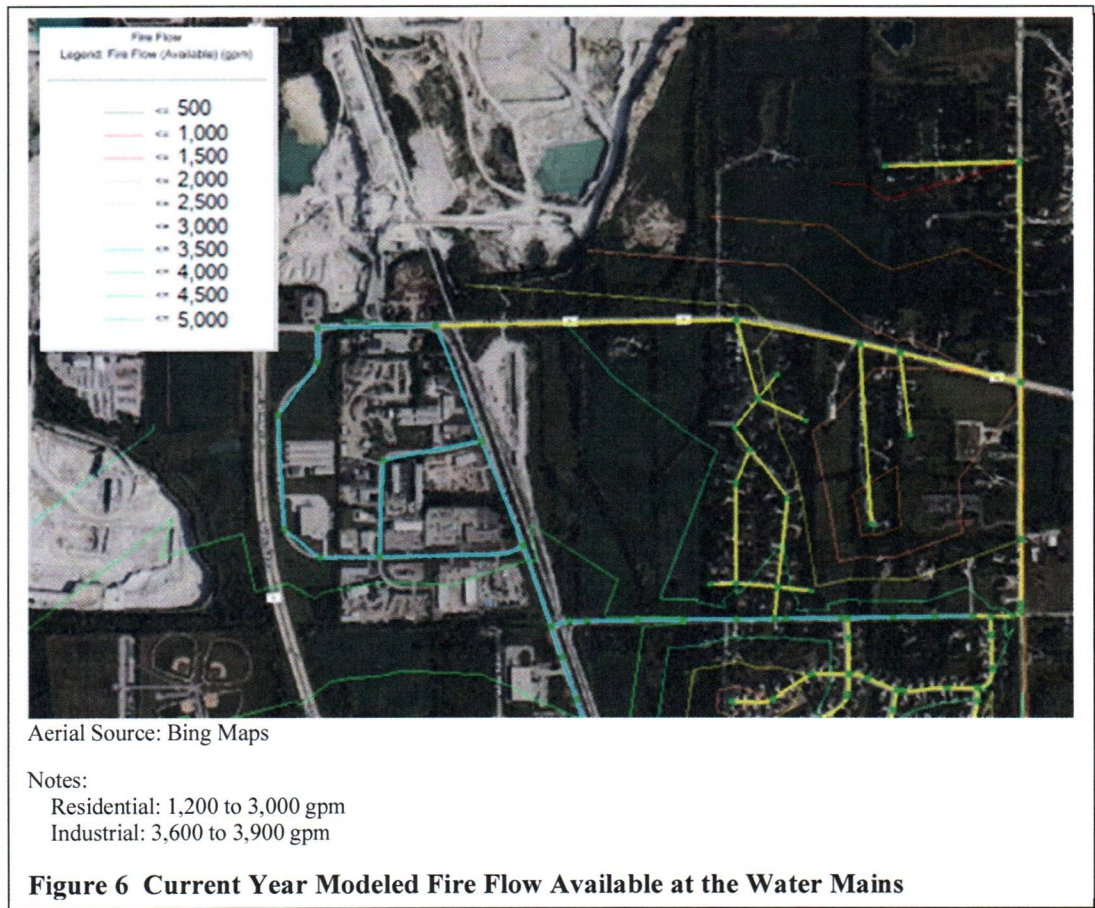 Fire Flow
Legend: Fire Flow (Available) (gpm)
<= 500
<= 1,000
<= 1,500
<= 2,000
<= 2,500
<= 3,000
<= 3,500
<= 4,000
<= 4,500
<= 5,000
Aerial Source: Bing Maps
Notes:
Residential: 1,200 to 3,000 gpm
Industrial: 3,600 to 3,900 gpm
Figure 6 Current Year Modeled Fire Flow Available at the Water Mains